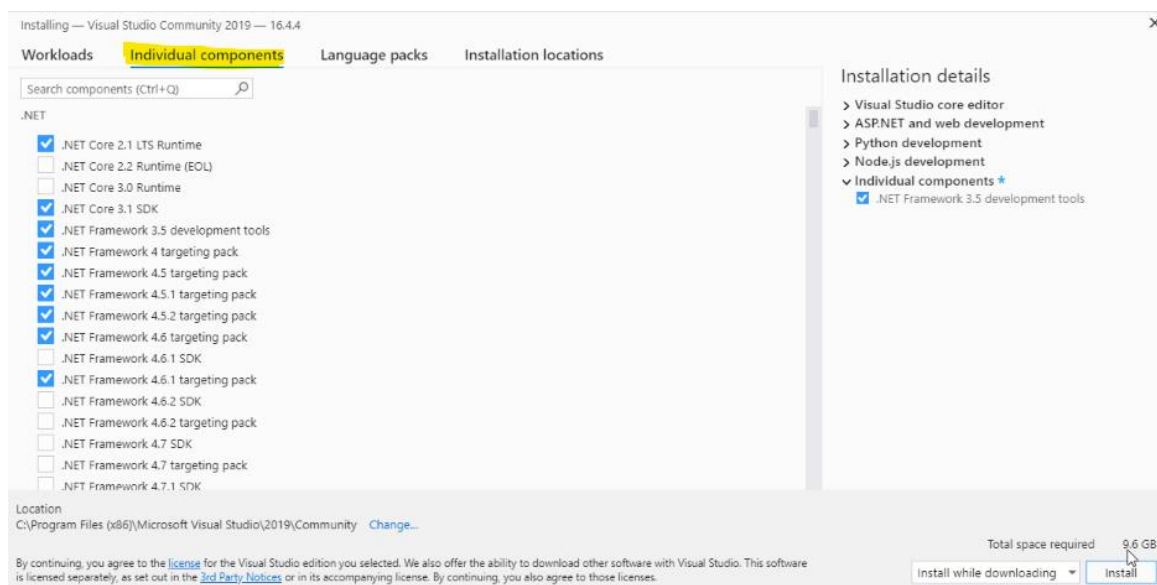 Installing — Visual Studio Community 2019 — 16.4.4
Workloads Individual components Language packs Installation locations
Search components (Ctrl+Q)
.NET
.NET Core 2.1 LTS Runtime
.NET Core 2.2 Runtime (EOL)
.NET Core 3.0 Runtime
.NET Core 3.1 SDK
.NET Framework 3.5 development tools
.NET Framework 4 targeting pack
.NET Framework 4.5 targeting pack
.NET Framework 4.5.1 targeting pack
.NET Framework 4.5.2 targeting pack
.NET Framework 4.6 targeting pack
.NET Framework 4.6.1 SDK
.NET Framework 4.6.1 targeting pack
.NET Framework 4.6.2 SDK
.NET Framework 4.6.2 targeting pack
.NET Framework 4.7 SDK
.NET Framework 4.7 targeting pack
.NET Framework 4.7.1 SDK
Installation details
Visual Studio core editor
ASP.NET and web development
Python development
Node.js development
Individual components *
.NET Framework 3.5 development tools
Location
C:\Program Files (x86)\Microsoft Visual Studio\2019\Community Change...
Total space required 9.6 GB
By continuing, you agree to the license for the Visual Studio edition you selected. We also offer the ability to download other software with Visual Studio. This software
is licensed separately, as set out in the 3rd Party Notices or in its accompanying license. By continuing, you also agree to those licenses.
Install while downloading Install